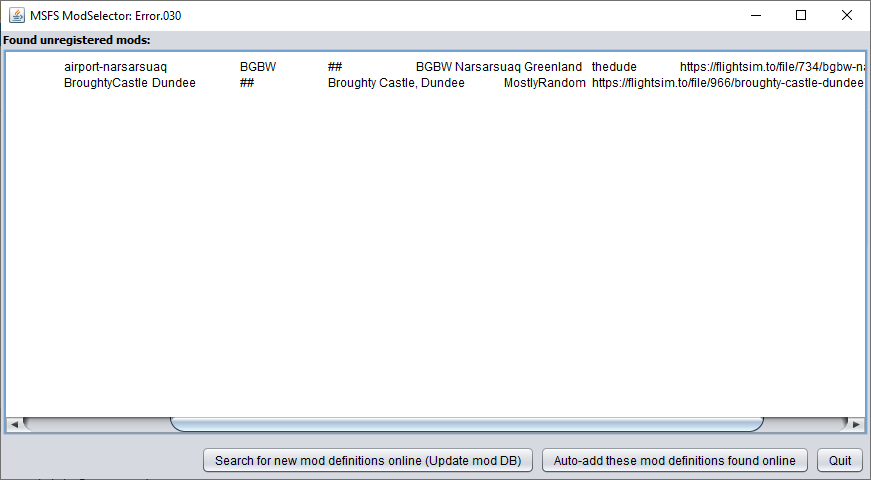 MSFS ModSelector: Error.030
Found unregistered mods:
airport-narsarsuaq BGBW ## BGBW Narsarsuaq Greenland thedude https://flightsim.to/file/734/bgbw-na
BroughtyCastle Dundee ## Broughty Castle, Dundee MostlyRandom https://flightsim.to/file/966/broughty-castle-dundee
Search for new mod definitions online (Update mod DB) Auto-add these mod definitions found online Quit